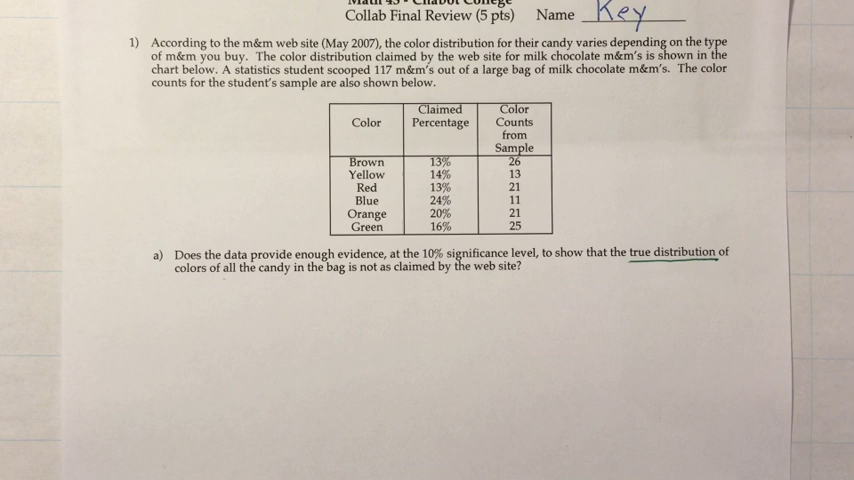 Math 43 - Chabot College
Collab Final Review (5 pts) Name Key
1) According to the m&m web site (May 2007), the color distribution for their candy varies depending on the type
of m&m you buy. The color distribution claimed by the web site for milk chocolate m&m's is shown in the
chart below. A statistics student scooped 117 m&m's out of a large bag of milk chocolate m&m's. The color
counts for the student's sample are also shown below.
Color Claimed Percentage Color Counts from Sample
Brown 13% 26
Yellow 14% 13
Red 13% 21
Blue 24% 11
Orange 20% 21
Green 16% 25
a) Does the data provide enough evidence, at the 10% significance level, to show that the true distribution of
colors of all the candy in the bag is not as claimed by the web site?